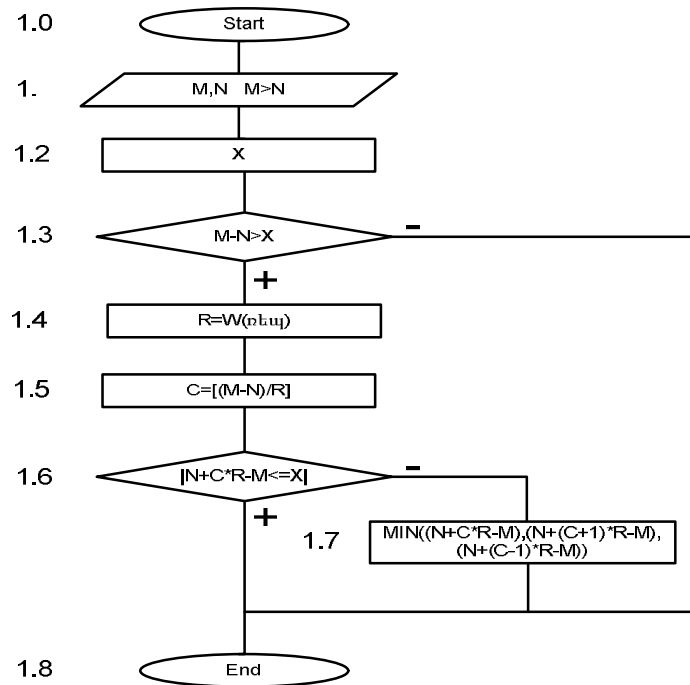 1.0 Start
1. M,N M>N
1.2 X
1.3 M-N>X -
+
1.4 R=W(ռեպ)
1.5 C=[(M-N)/R]
1.6 |N+C*R-M<=X| -
+
1.7 MIN((N+C*R-M),(N+(C+1)*R-M),
(N+(C-1)*R-M))
1.8 End